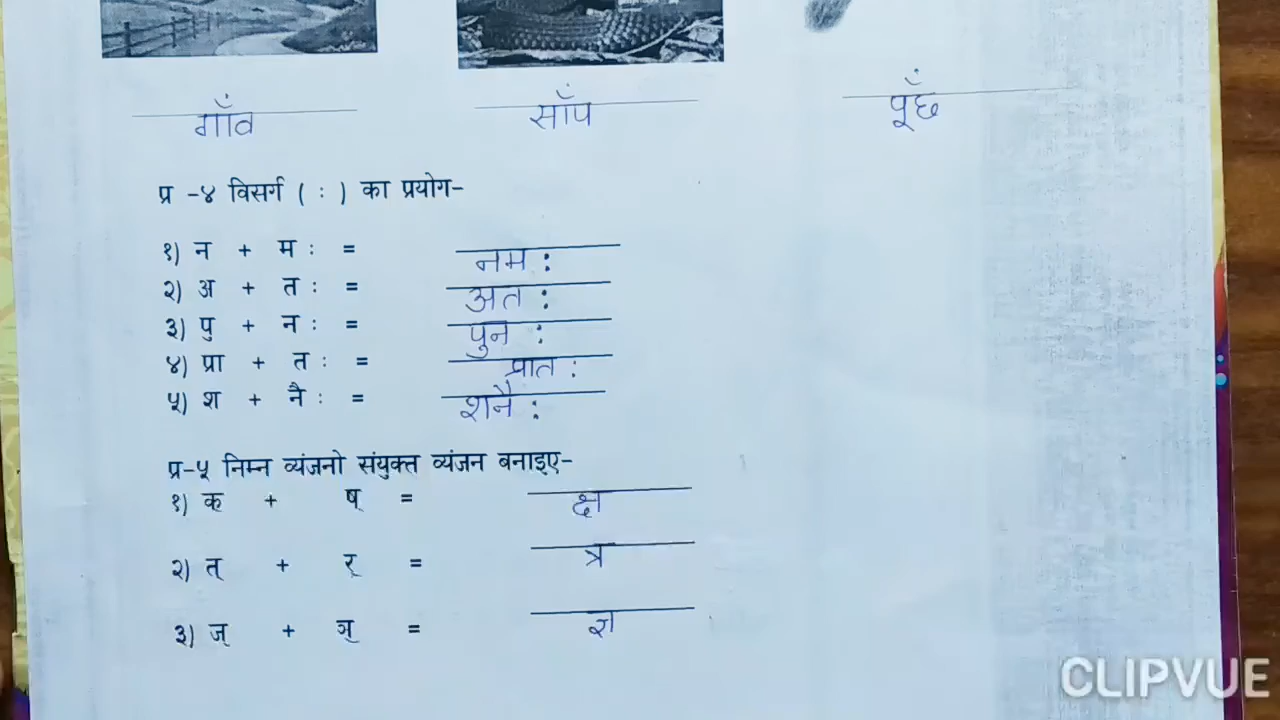 गाँव साँप पूँछ
प्र -४ विसर्ग ( : ) का प्रयोग-
१) न + म : = नम :
२) अ + त : = अत :
३) पु + न : = पुन :
४) प्रा + त : = प्रात :
५) श + नै : = शनै :
प्र-५ निम्न व्यंजनो संयुक्त व्यंजन बनाइए-
१) क् + ष् = क्ष
२) त् + र् = त्र
३) ज् + ञ् = ज्ञ
CLIPVUE